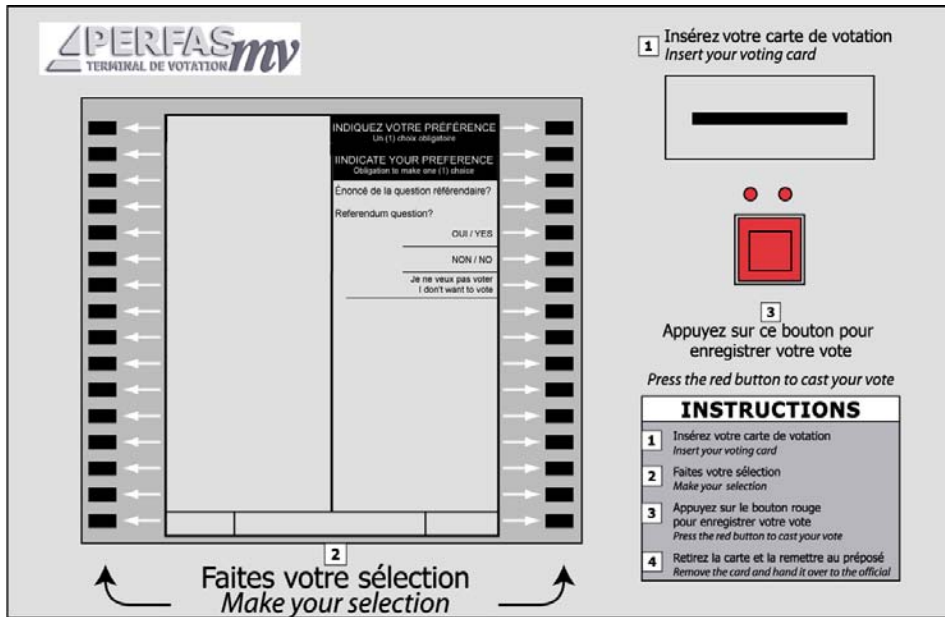 PERFAS mv
TERMINAL DE VOTATION
1 Insérez votre carte de votation
Insert your voting card
INDIQUEZ VOTRE PRÉFÉRENCE
Un (1) choix obligatoire
IINDICATE YOUR PREFERENCE
Obligation to make one (1) choice
Énoncé de la question référendaire?
Referendum question?
OUI / YES
NON / NO
Je ne veux pas voter
I don't want to vote
2
Faites votre sélection
Make your selection
3
Appuyez sur ce bouton pour
enregistrer votre vote
Press the red button to cast your vote
INSTRUCTIONS
1 Insérez votre carte de votation
Insert your voting card
2 Faites votre sélection
Make your selection
3 Appuyez sur le bouton rouge
pour enregistrer votre vote
Press the red button to cast your vote
4 Retirez la carte et la remettre au préposé
Remove the card and hand it over to the official